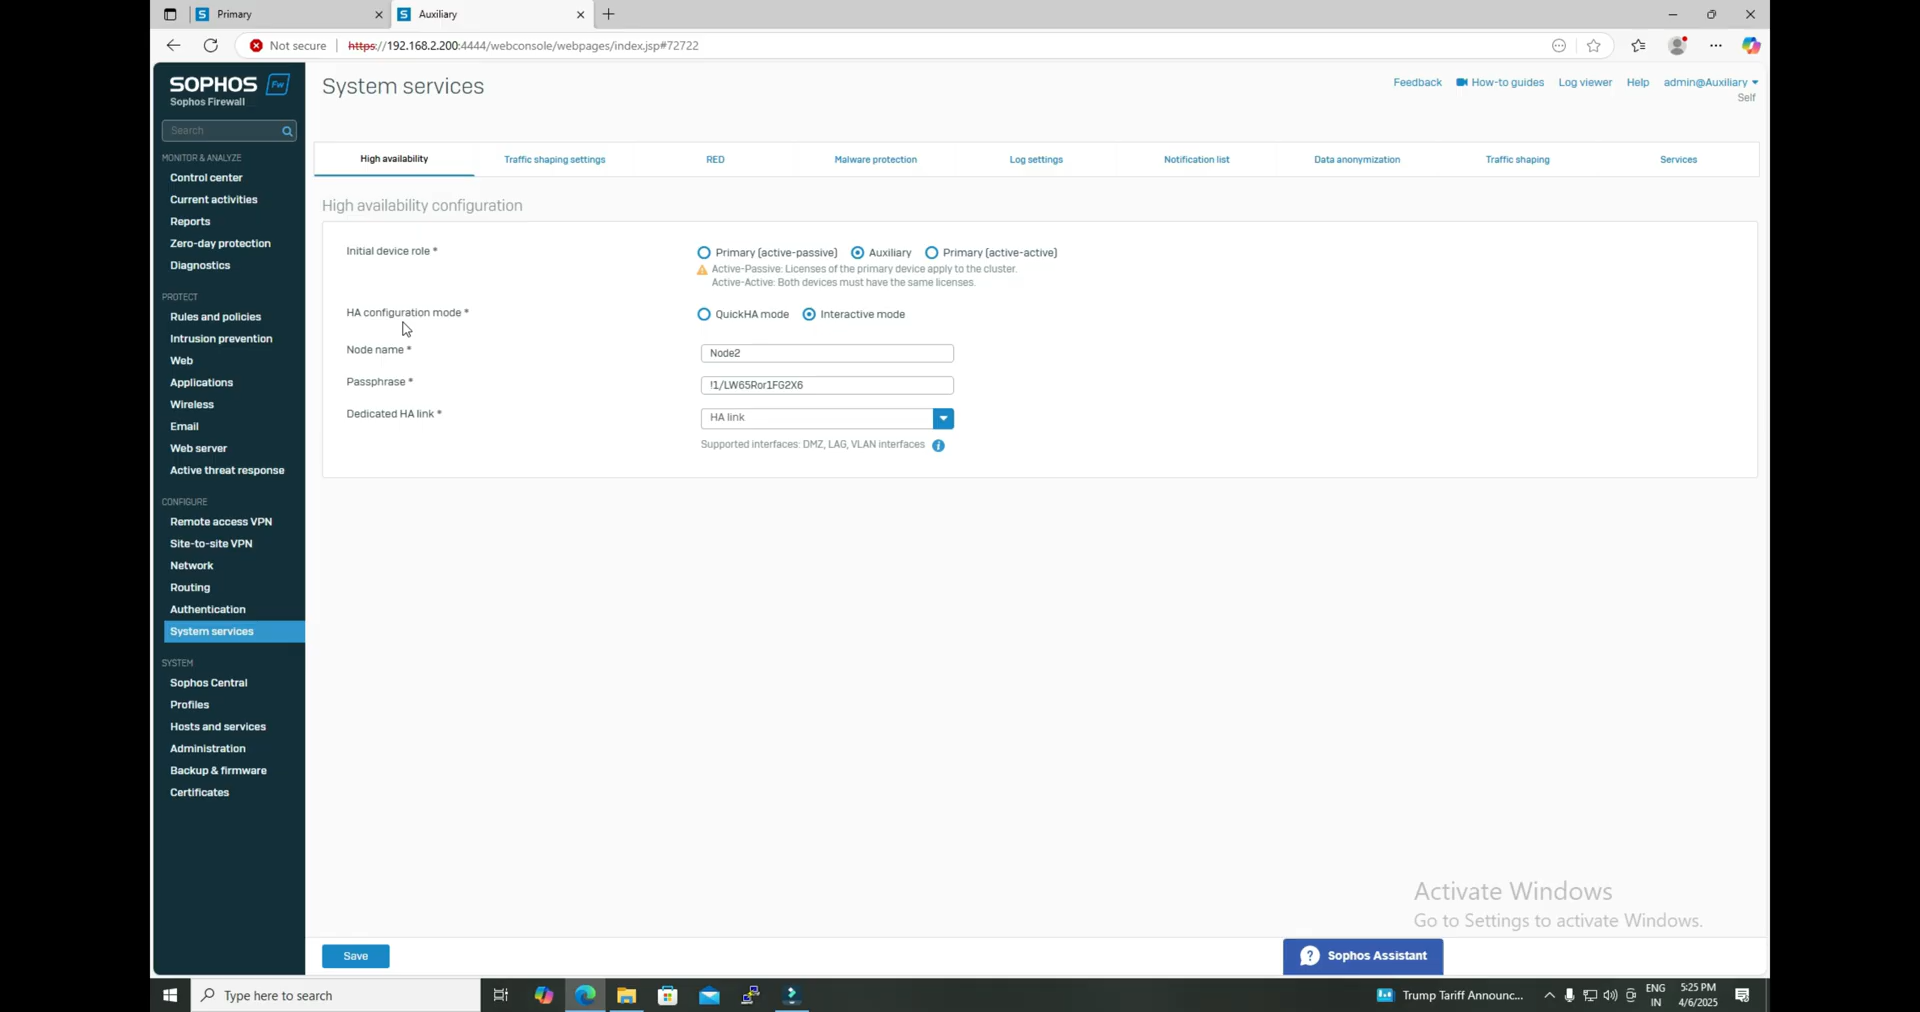 Primary
Auxiliary
Not secure
https://192.168.2.200:4444/webconsole/webpages/index.jsp#72722
SOPHOS Fw
Sophos Firewall
Search
MONITOR & ANALYZE
Control center
Current activities
Reports
Zero-day protection
Diagnostics
PROTECT
Rules and policies
Intrusion prevention
Web
Applications
Wireless
Email
Web server
Active threat response
CONFIGURE
Remote access VPN
Site-to-site VPN
Network
Routing
Authentication
System services
SYSTEM
Sophos Central
Profiles
Hosts and services
Administration
Backup & firmware
Certificates
System services
Feedback How-to guides Log viewer Help admin@Auxiliary
Self
High availability Traffic shaping settings RED Malware protection Log settings Notification list Data anonymization Traffic shaping Services
High availability configuration
Initial device role * Primary (active-passive) Auxiliary Primary (active-active)
Active-Passive: Licenses of the primary device apply to the cluster.
Active-Active: Both devices must have the same licenses.
HA configuration mode * QuickHA mode Interactive mode
Node name * Node2
Passphrase * !1/LW65Ror1FG2X6
Dedicated HA link * HA link
Supported interfaces: DMZ, LAG, VLAN interfaces
Activate Windows
Go to Settings to activate Windows.
Save
Sophos Assistant
Type here to search
Trump Tariff Announc...
ENG
IN
5:25 PM
4/6/2025